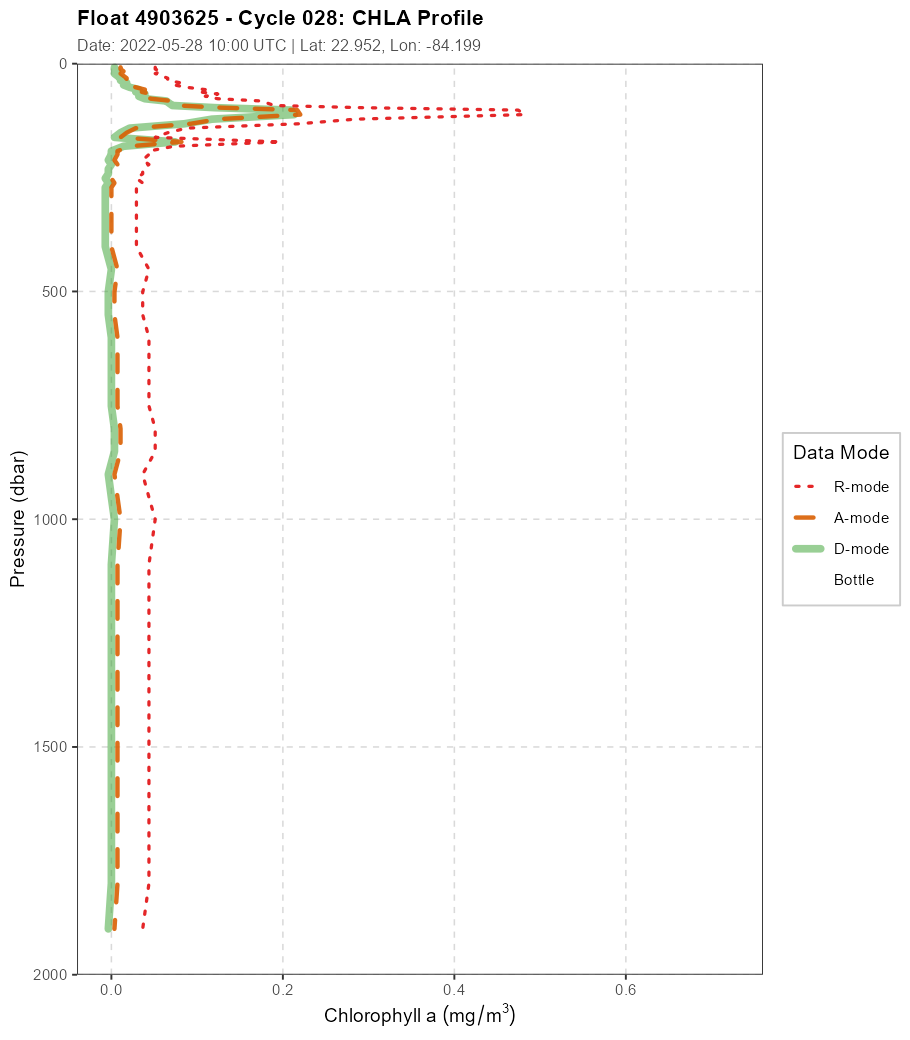 Float 4903625 - Cycle 028: CHLA Profile
Date: 2022-05-28 10:00 UTC | Lat: 22.952, Lon: -84.199
0
500
1000
1500
2000
Pressure (dbar)
0.0
0.2
0.4
0.6
Chlorophyll a (mg/m³)
Data Mode
R-mode
A-mode
D-mode
Bottle